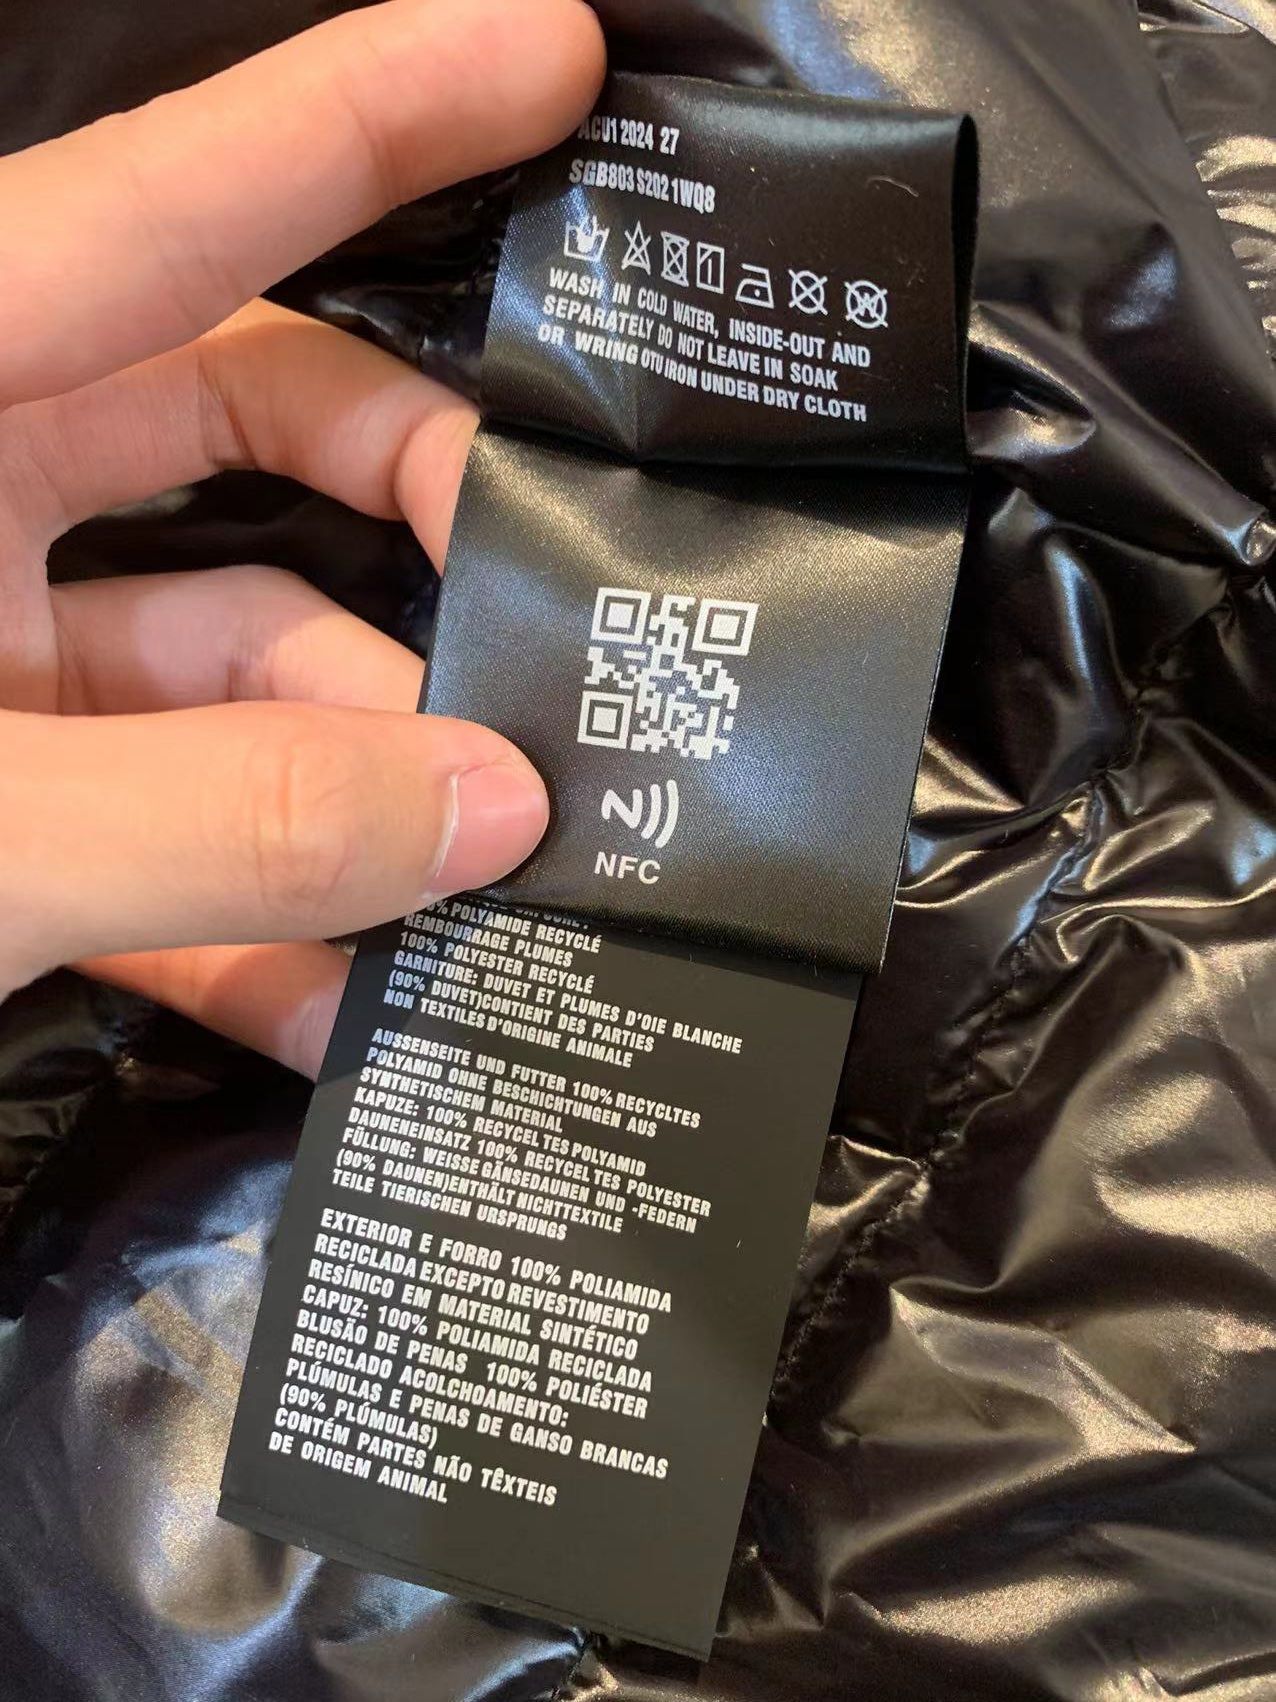 ACU1 2024 27
SGB803 S202 1WQ8
WASH IN COLD WATER, INSIDE-OUT AND
SEPARATELY DO NOT LEAVE IN SOAK
OR WRING OTU IRON UNDER DRY CLOTH
NFC
POLYAMIDE RECYCLÉ
REMBOURRAGE PLUMES
100% POLYESTER RECYCLÉ
GARNITURE: DUVET ET PLUMES D'OIE BLANCHE
(90% DUVET)CONTIENT DES PARTIES
NON TEXTILES D'ORIGINE ANIMALE
AUSSENSEITE UND FUTTER 100% RECYCLTES
POLYAMID OHNE BESCHICHTUNGEN AUS
SYNTHETISCHEM MATERIAL
KAPUZE: 100% RECYCEL TES POLYAMID
DAUNENEINSATZ 100% RECYCEL TES POLYESTER
FÜLLUNG: WEISSE GÄNSEDAUNEN UND -FEDERN
(90% DAUNEN)ENTHÄLT NICHTTEXTILE
TEILE TIERISCHEN URSPRUNGS
EXTERIOR E FORRO 100% POLIAMIDA
RECICLADA EXCEPTO REVESTIMENTO
RESÍNICO EM MATERIAL SINTÉTICO
CAPUZ: 100% POLIAMIDA RECICLADA
BLUSÃO DE PENAS 100% POLIÉSTER
RECICLADO ACOLCHOAMENTO:
PLÚMULAS E PENAS DE GANSO BRANCAS
(90% PLÚMULAS)
CONTÉM PARTES NÃO TÊXTEIS
DE ORIGEM ANIMAL